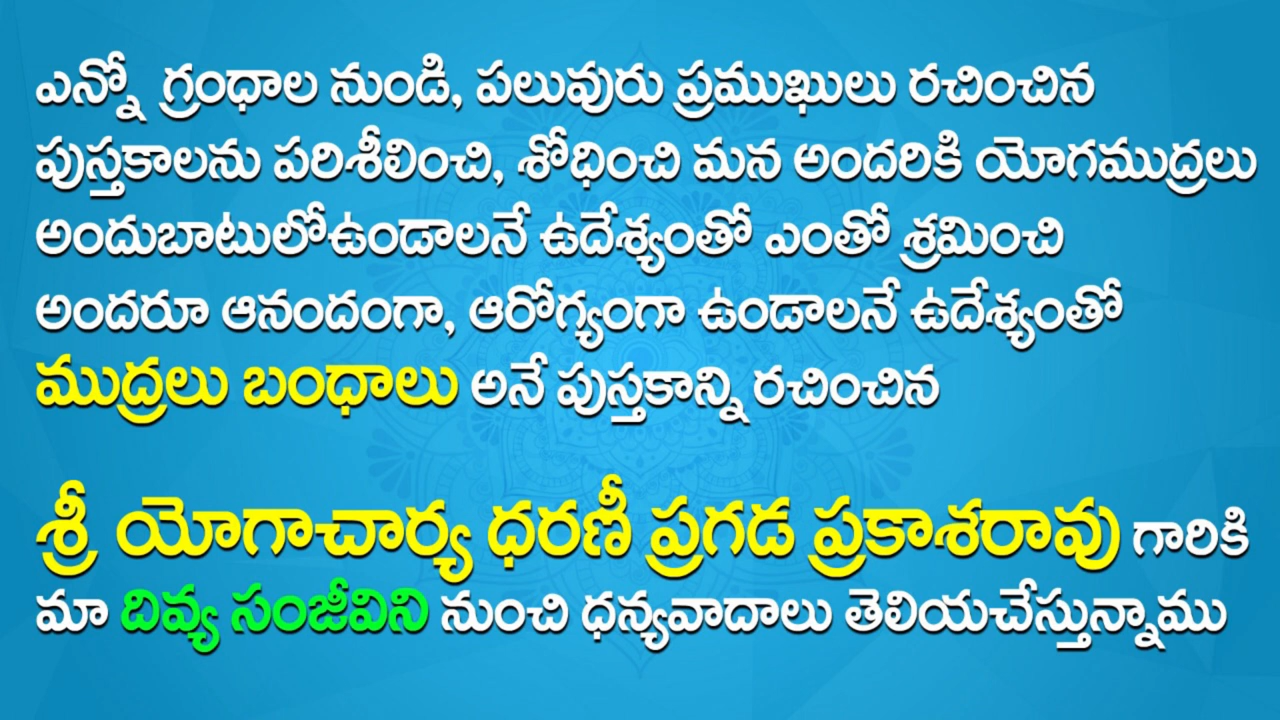 ఎన్నో గ్రంధాల నుండి, పలువురు ప్రముఖులు రచించిన
పుస్తకాలను పరిశీలించి, శోధించి మన అందరికి యోగముద్రలు
అందుబాటులోఉండాలనే ఉదేశ్యంతో ఎంతో శ్రమించి
అందరూ ఆనందంగా, ఆరోగ్యంగా ఉండాలనే ఉదేశ్యంతో
ముద్రలు బంధాలు అనే పుస్తకాన్ని రచించిన
శ్రీ యోగాచార్య ధరణీ ప్రగడ ప్రకాశరావు గారికి
మా దివ్య సంజీవిని నుంచి ధన్యవాదాలు తెలియచేస్తున్నాము